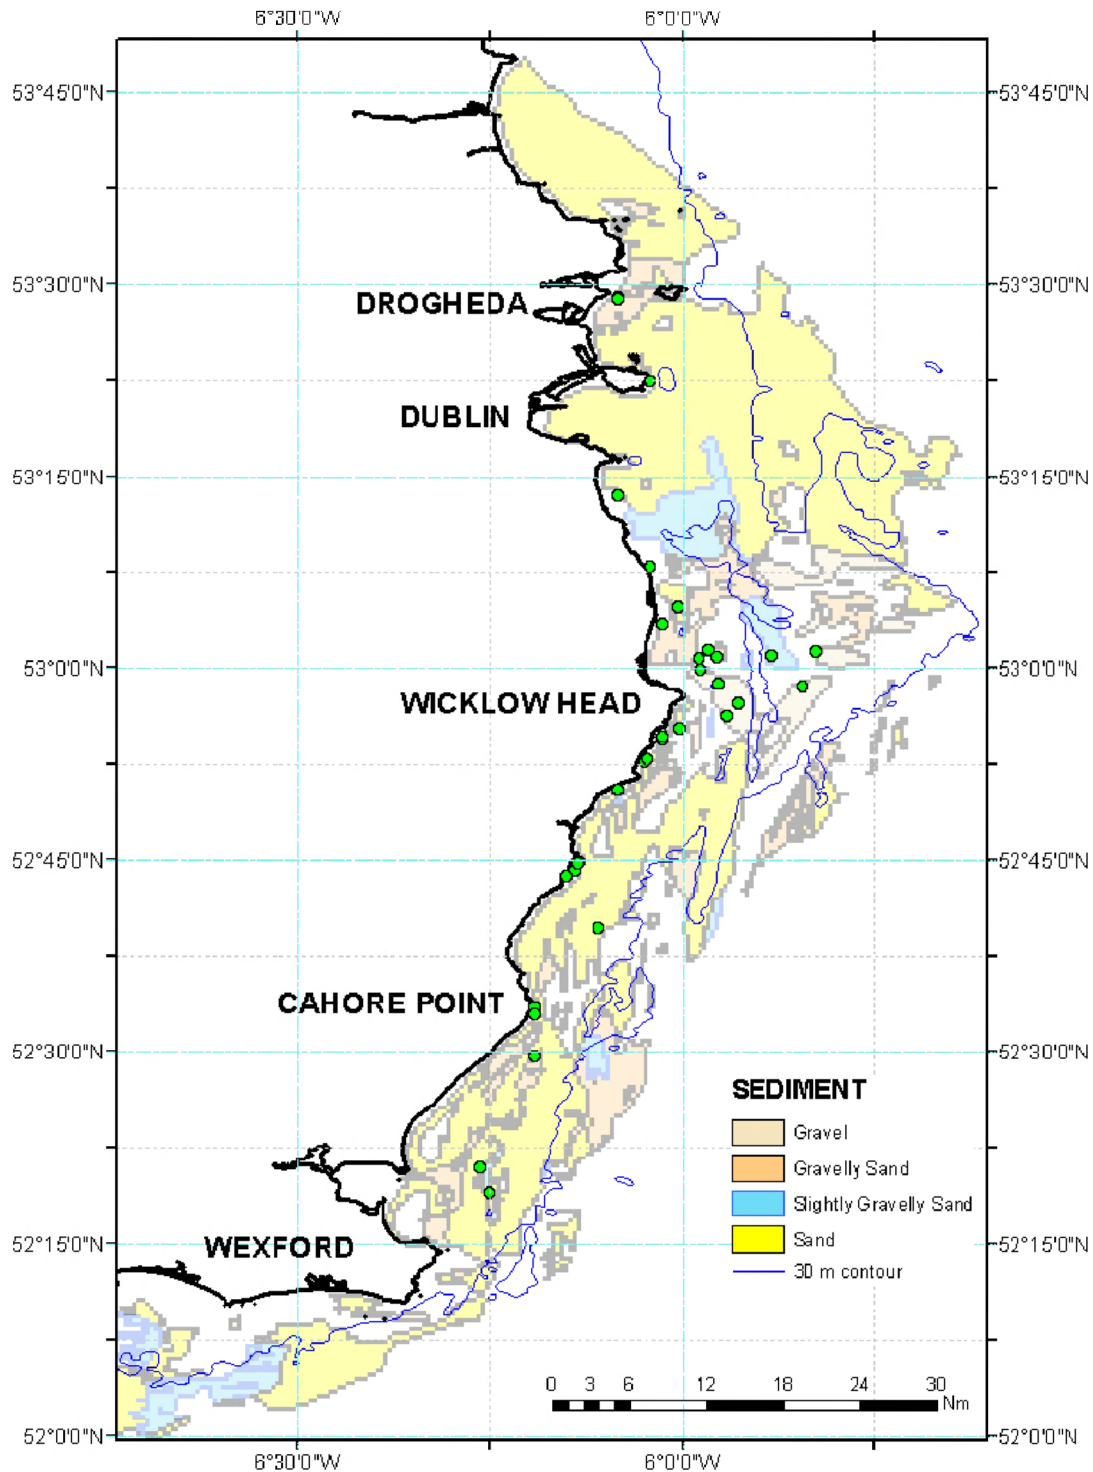 6°30'0"W 6°0'0"W
53°45'0"N 53°45'0"N
53°30'0"N 53°30'0"N
DROGHEDA
DUBLIN
53°15'0"N 53°15'0"N
53°0'0"N 53°0'0"N
WICKLOW HEAD
52°45'0"N 52°45'0"N
CAHORE POINT
52°30'0"N 52°30'0"N
SEDIMENT
Gravel
Gravelly Sand
Slightly Gravelly Sand
Sand
30 m contour
WEXFORD
52°15'0"N 52°15'0"N
0 3 6 12 18 24 30
Nm
52°0'0"N 52°0'0"N
6°30'0"W 6°0'0"W